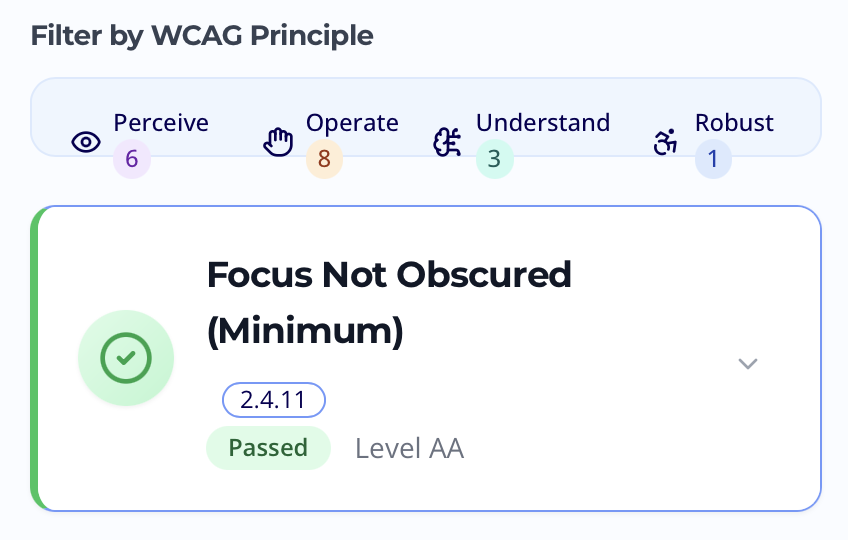 Filter by WCAG Principle
Perceive
6
Operate
8
Understand
3
Robust
1
Focus Not Obscured
(Minimum)
2.4.11
Passed Level AA